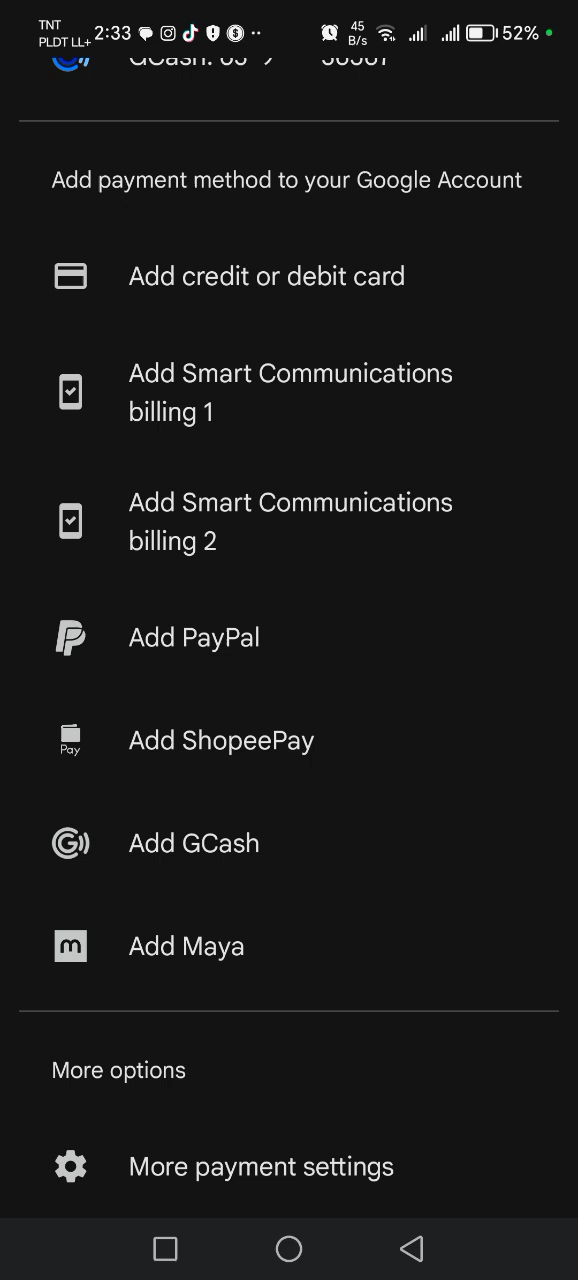 TNT
PLDT LL+ 2:33 45 B/s 52%
Add payment method to your Google Account
Add credit or debit card
Add Smart Communications
billing 1
Add Smart Communications
billing 2
Add PayPal
Pay
Add ShopeePay
Add GCash
m
Add Maya
More options
More payment settings